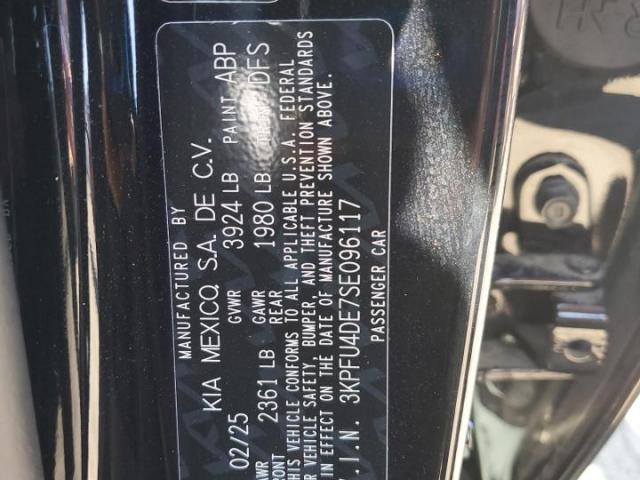 MANUFACTURED BY
KIA MEXICO, S.A. DE C.V.
02/25 GVWR 3924 LB PAINT ABP
GAWR FRONT 2361 LB GAWR REAR 1980 LB DFS
THIS VEHICLE CONFORMS TO ALL APPLICABLE U.S.A. FEDERAL
VEHICLE SAFETY, BUMPER, AND THEFT PREVENTION STANDARDS
IN EFFECT ON THE DATE OF MANUFACTURE SHOWN ABOVE.
V.I.N. 3KPFU4DE7SE096117
PASSENGER CAR